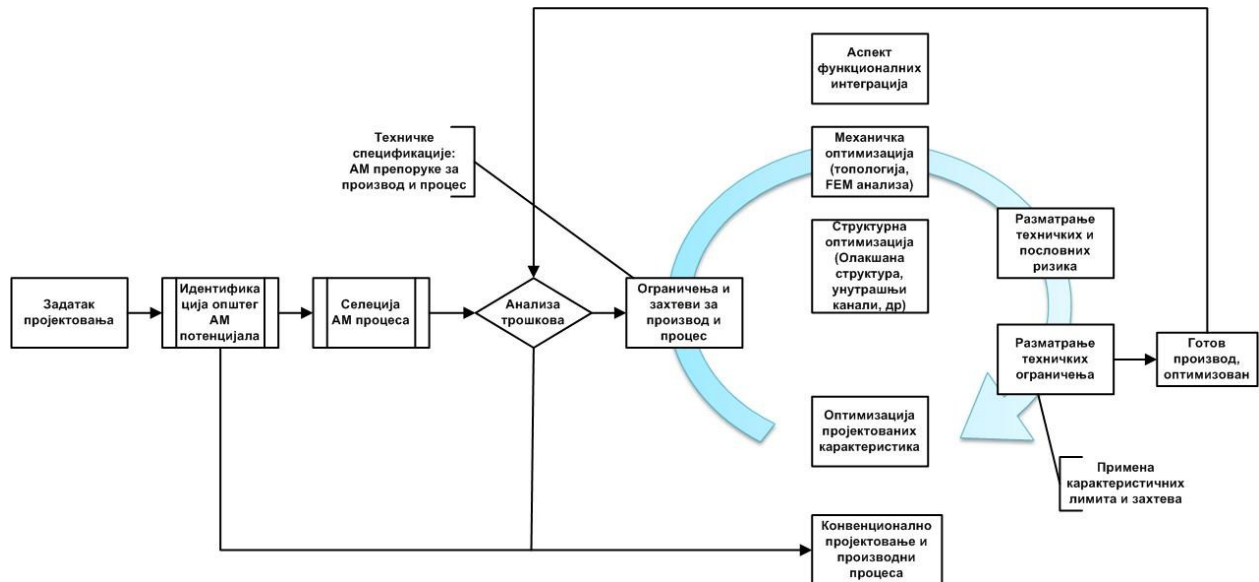 Аспект
функционалних
интеграција
Техничке
спецификације:
АМ препоруке за
производ и процес
Механичка
оптимизација
(топологија,
FEM анализа)
Структурна
оптимизација
(Олакшана
структура,
унутрашњи
канали, др)
Разматрање
техничких и
пословних
ризика
Задатак
пројектовања
Идентифика
ција општег
АМ
потенцијала
Селеција
АМ процеса
Анализа
трошкова
Ограничења и
захтеви за
производ и
процес
Разматрање
техничких
ограничења
Готов
производ,
оптимизован
Оптимизација
пројектованих
карактеристика
Примена
карактеристичних
лимита и захтева
Конвенционално
пројектовање и
производни
процеса